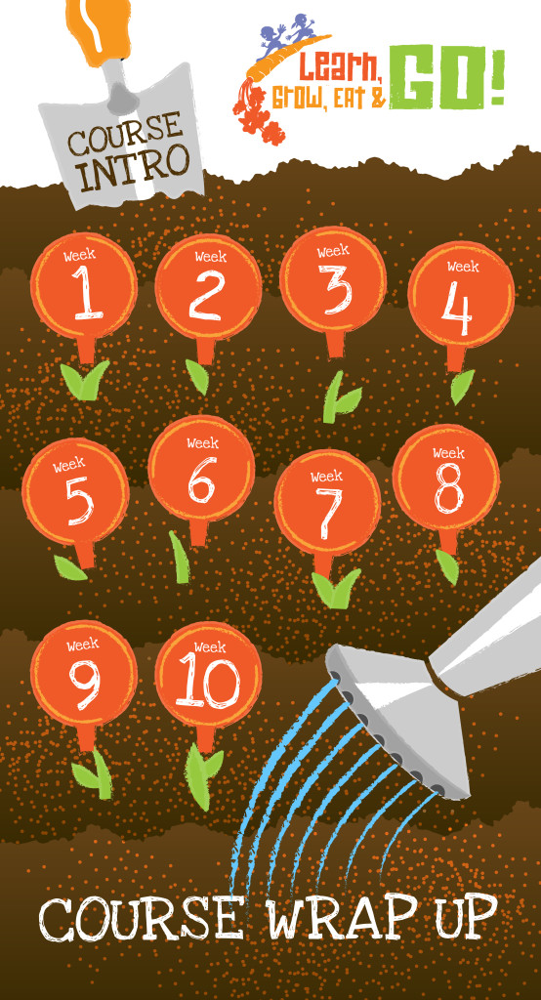 Learn,
Grow, Eat &
GO!
COURSE
INTRO
Week
1
Week
2
Week
3
Week
4
Week
5
Week
6
Week
7
Week
8
Week
9
Week
10
COURSE WRAP UP